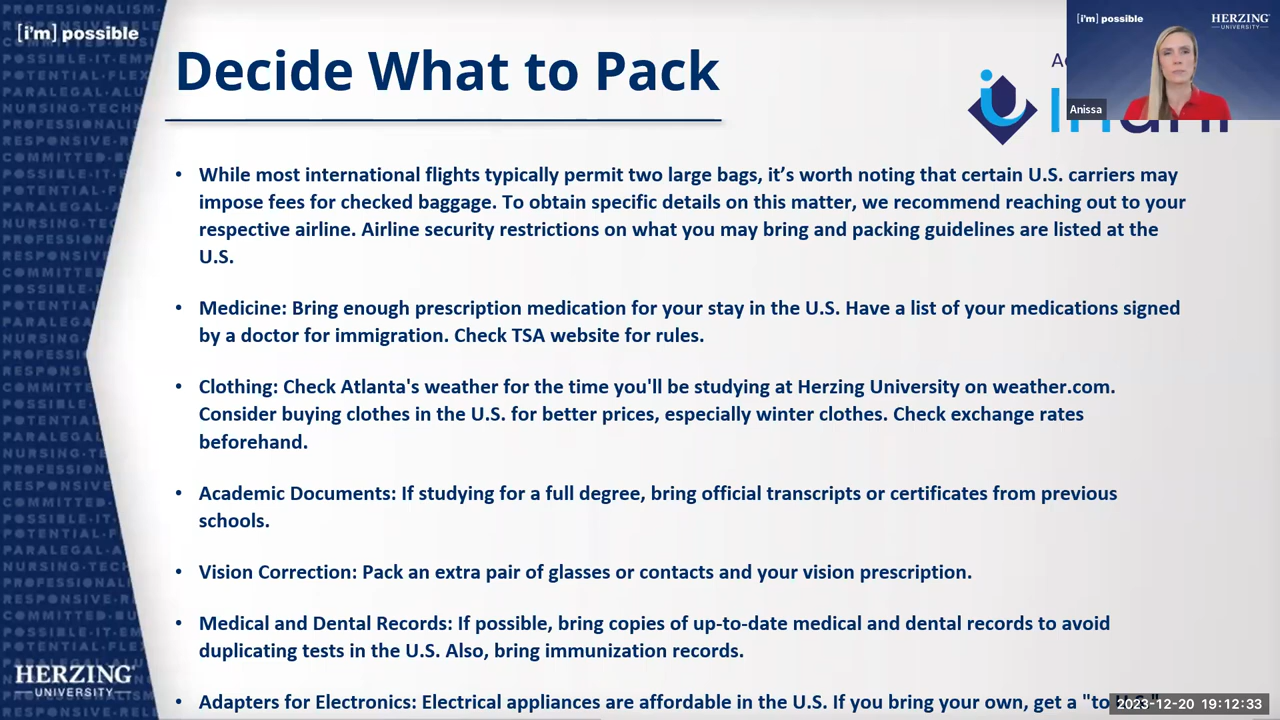 [i'm] possible
Decide What to Pack
[i'm] possible
HERZING
UNIVERSITY
Anissa
• While most international flights typically permit two large bags, it’s worth noting that certain U.S. carriers may
impose fees for checked baggage. To obtain specific details on this matter, we recommend reaching out to your
respective airline. Airline security restrictions on what you may bring and packing guidelines are listed at the
U.S.
• Medicine: Bring enough prescription medication for your stay in the U.S. Have a list of your medications signed
by a doctor for immigration. Check TSA website for rules.
• Clothing: Check Atlanta's weather for the time you'll be studying at Herzing University on weather.com.
Consider buying clothes in the U.S. for better prices, especially winter clothes. Check exchange rates
beforehand.
• Academic Documents: If studying for a full degree, bring official transcripts or certificates from previous
schools.
• Vision Correction: Pack an extra pair of glasses or contacts and your vision prescription.
• Medical and Dental Records: If possible, bring copies of up-to-date medical and dental records to avoid
duplicating tests in the U.S. Also, bring immunization records.
• Adapters for Electronics: Electrical appliances are affordable in the U.S. If you bring your own, get a "to U.S."
HERZING
UNIVERSITY
2023-12-20 19:12:33